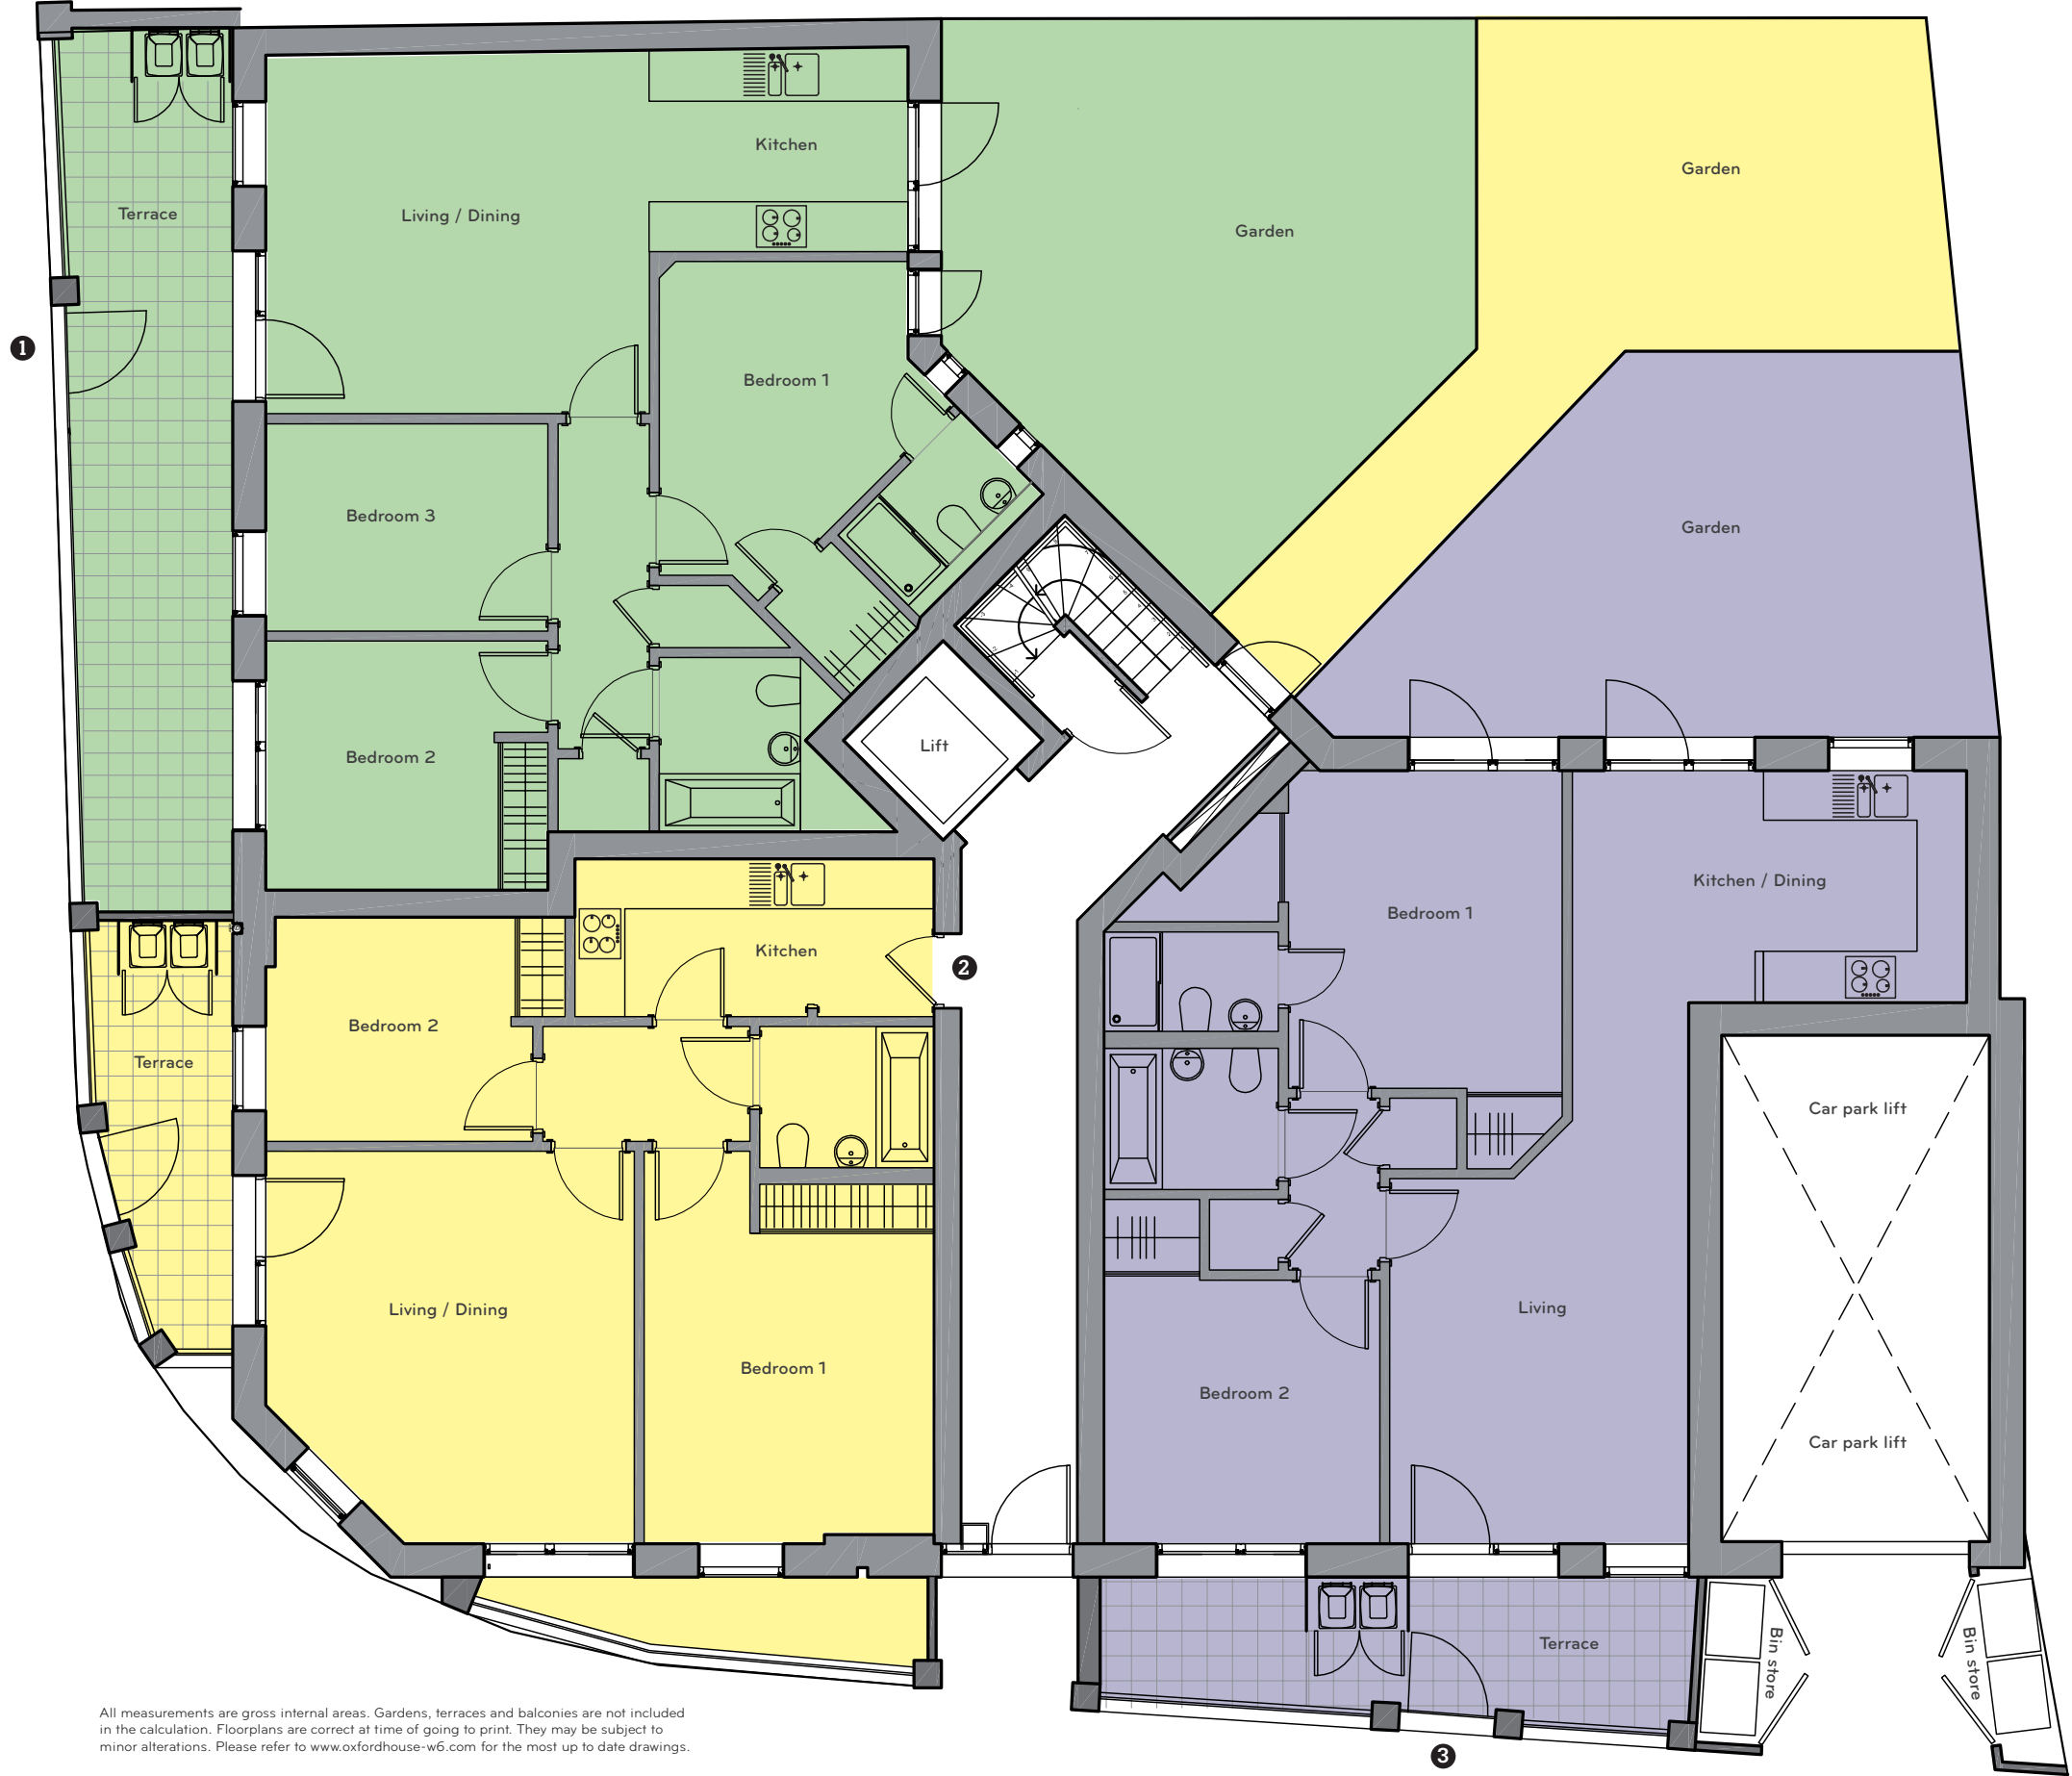 Garden
Kitchen
Terrace
Living / Dining
Garden
1
Bedroom 1
Bedroom 3
Garden
Lift
Bedroom 2
Kitchen / Dining
Bedroom 1
Kitchen
2
Bedroom 2
Terrace
Car park lift
Living / Dining
Living
Bedroom 1
Bedroom 2
Car park lift
Terrace
Bin store
Bin store
All measurements are gross internal areas. Gardens, terraces and balconies are not included
in the calculation. Floorplans are correct at time of going to print. They may be subject to
minor alterations. Please refer to www.oxfordhouse-w6.com for the most up to date drawings.
3